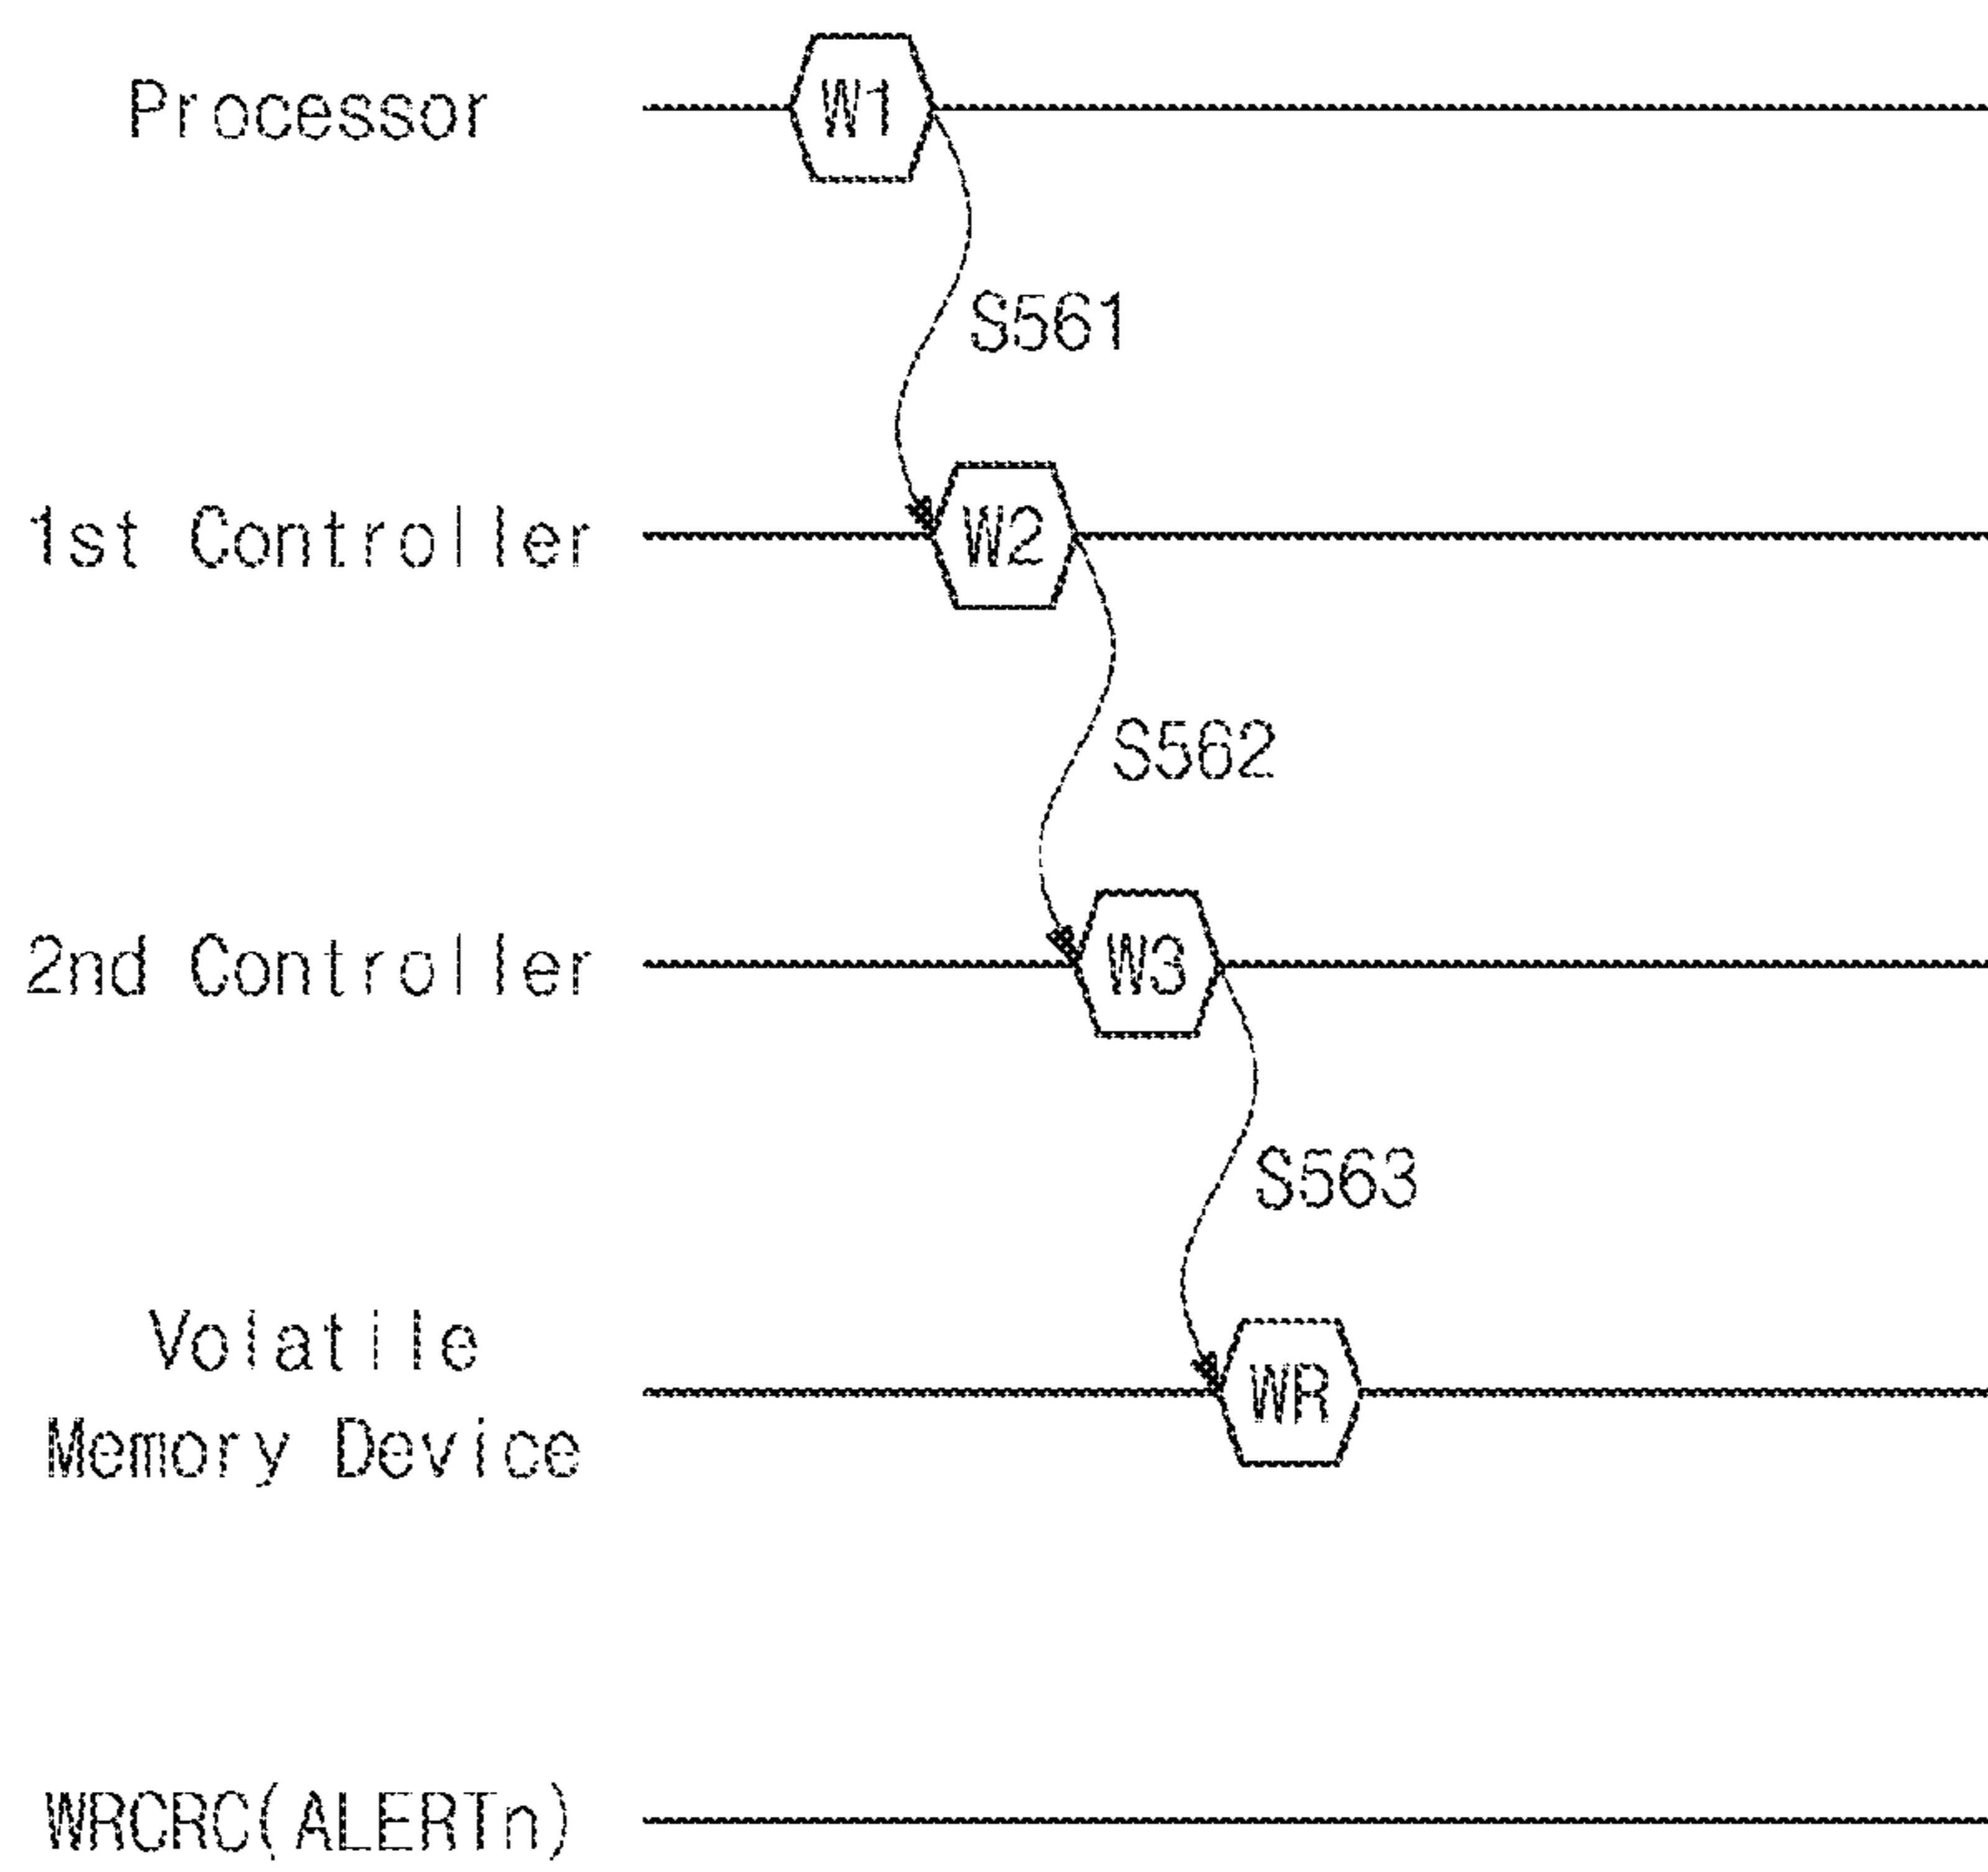 Processor
W1
S561
1st Controller
W2
S562
2nd Controller
W3
S563
Volatile
Memory Device
WR
WRCRC(ALERTn)